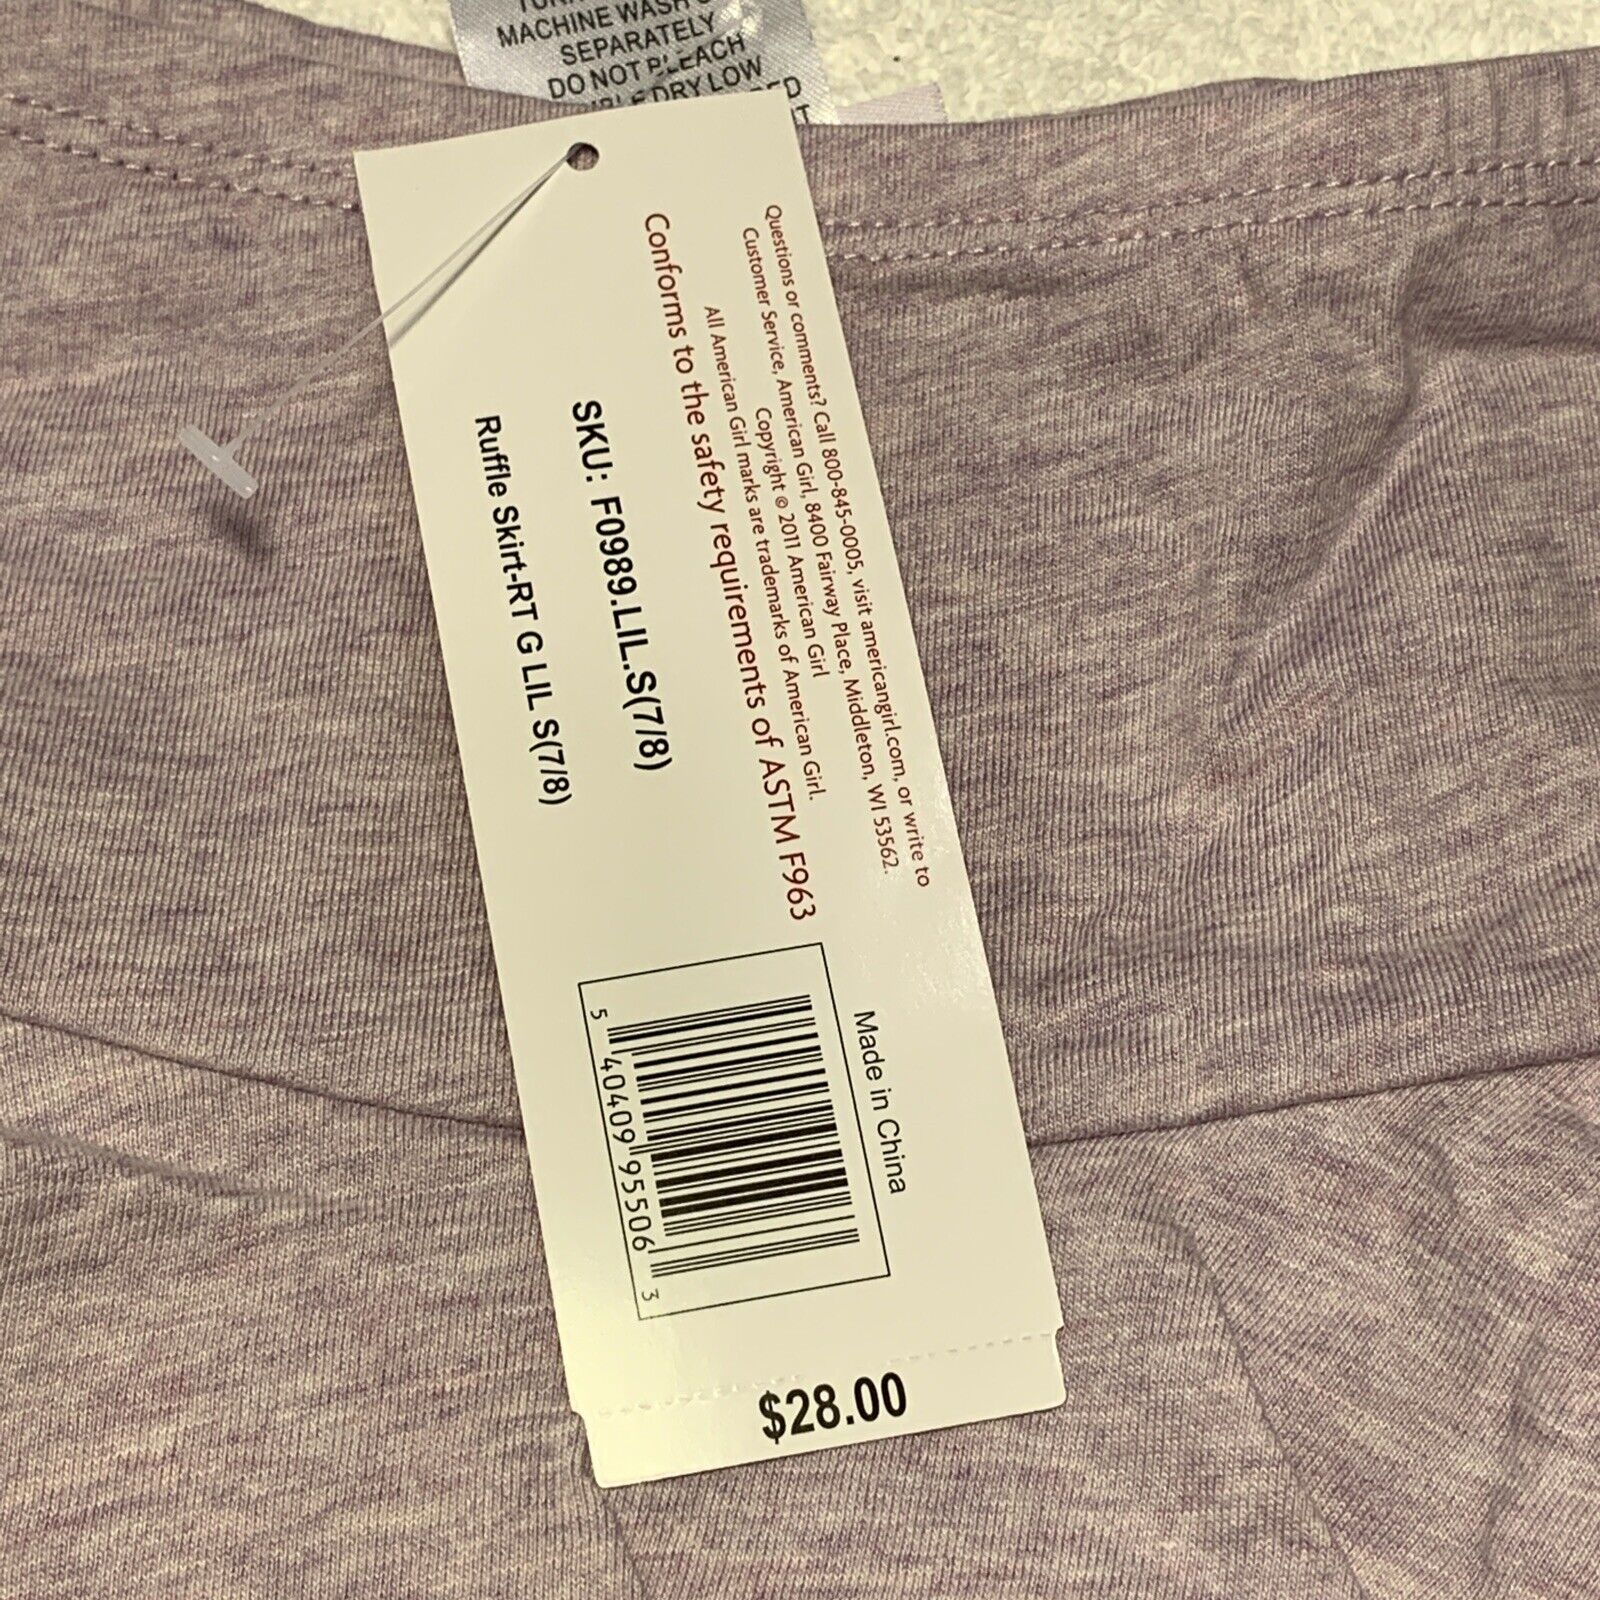 MACHINE WASH
SEPARATELY
DO NOT BLEACH
DRY LOW
Questions or comments? Call 800-845-0005, visit americangirl.com, or write to
Customer Service, American Girl, 8400 Fairway Place, Middleton, WI 53562.
Copyright © 2011 American Girl
All American Girl marks are trademarks of American Girl.
Conforms to the safety requirements of ASTM F963
SKU: F0989.LIL.S(7/8)
Ruffle Skirt-RT G LIL S(7/8)
Made in China
5 40409 95506 3
$28.00